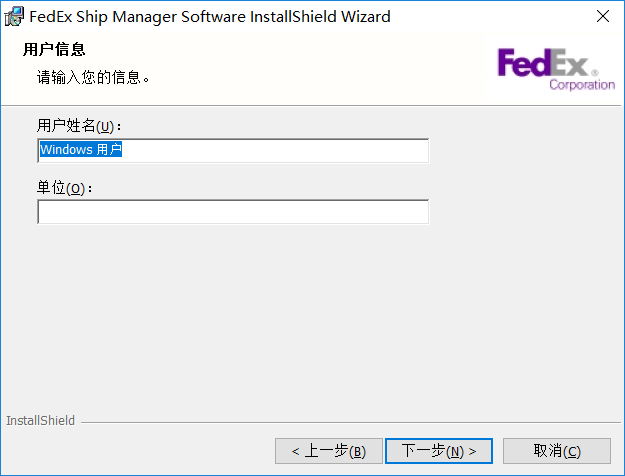 FedEx Ship Manager Software InstallShield Wizard
用户信息
请输入您的信息。
FedEx®
Corporation
用户姓名(U)：
Windows 用户
单位(O)：
InstallShield
< 上一步(B)
下一步(N) >
取消(C)